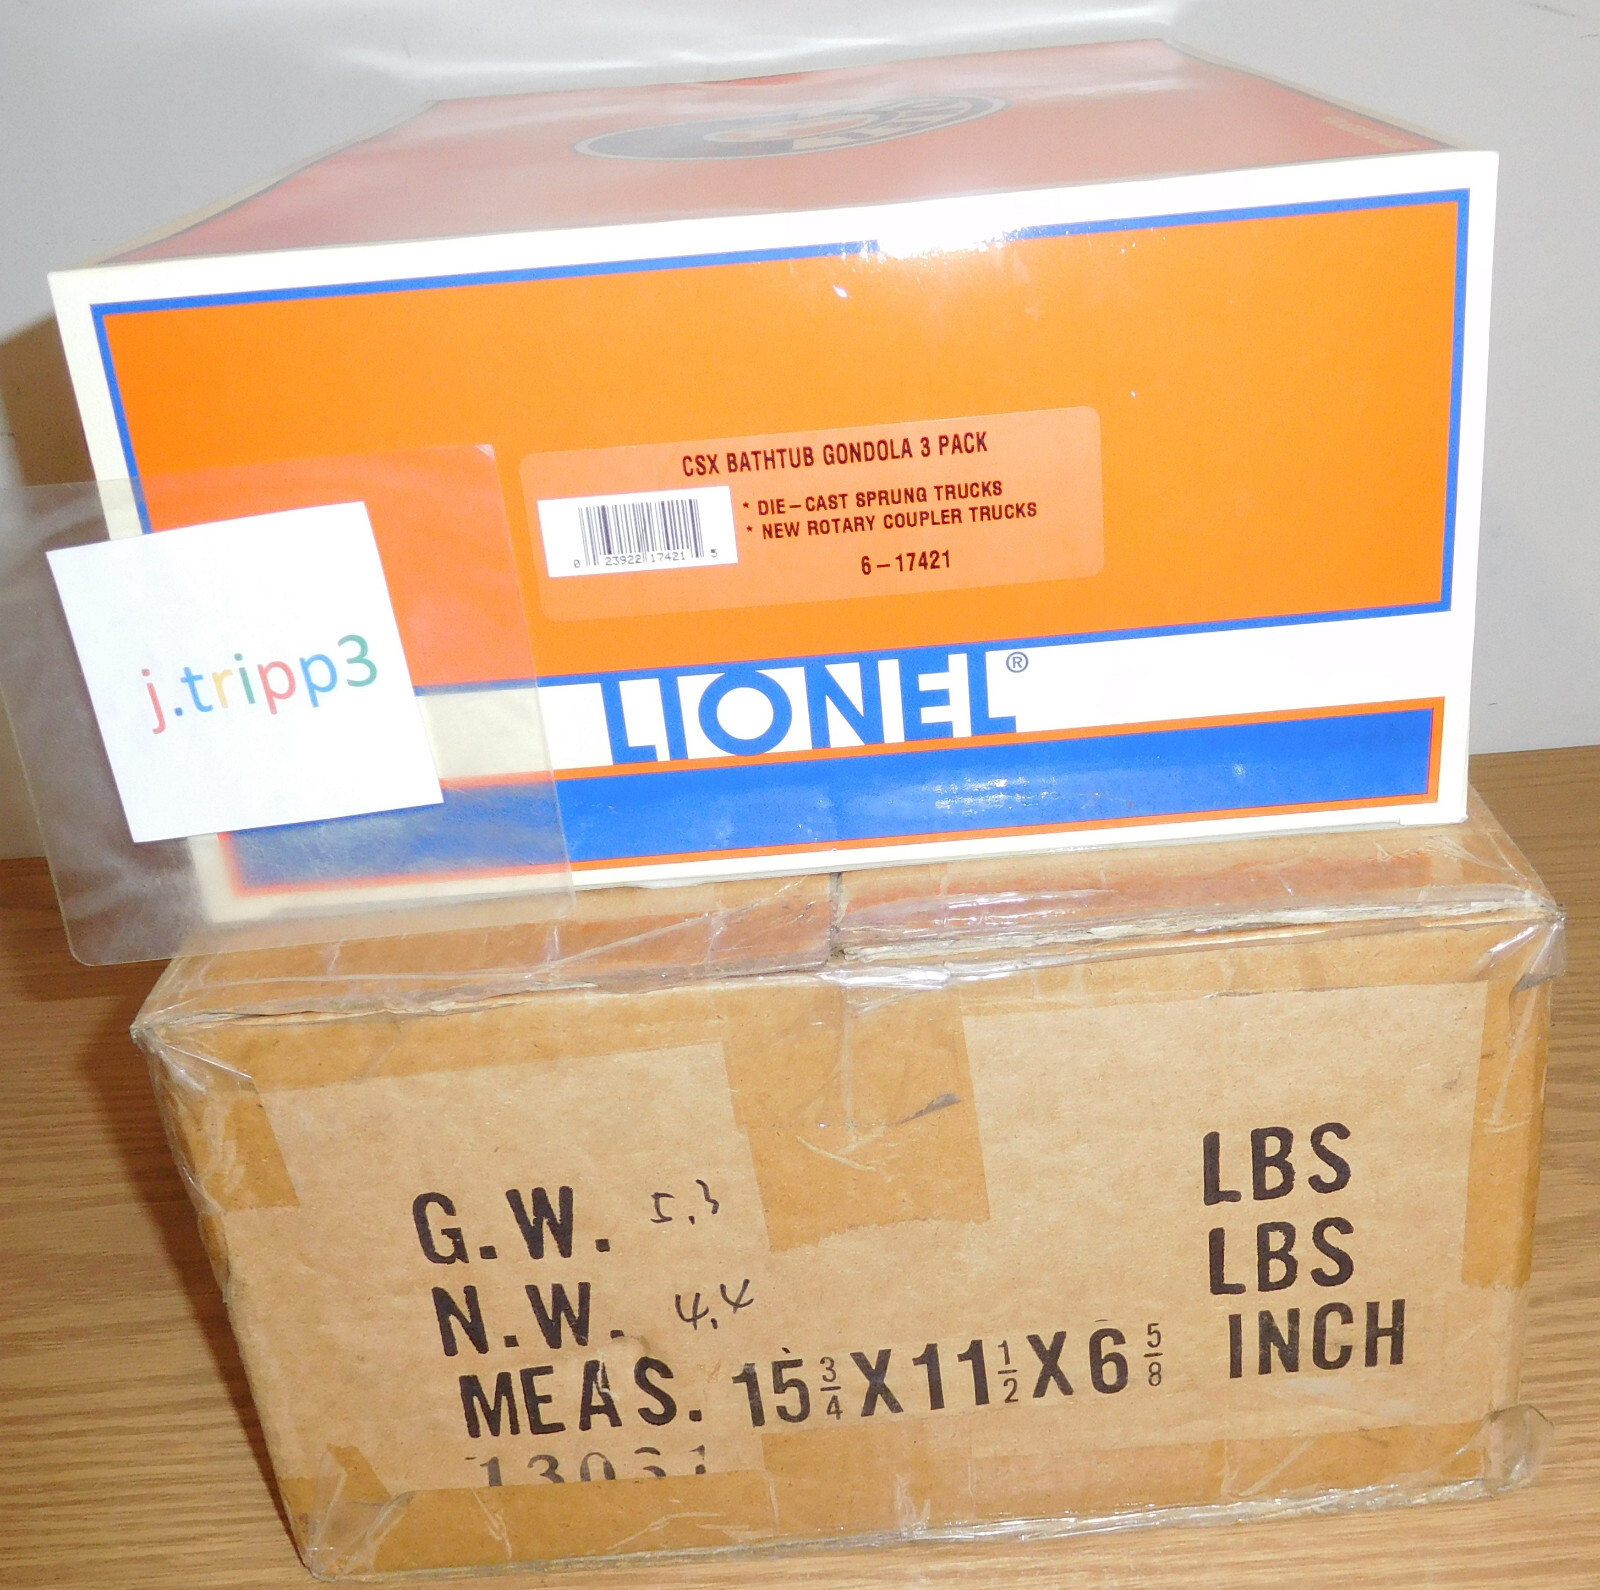 CSX BATHTUB GONDOLA 3 PACK
* DIE-CAST SPRUNG TRUCKS
* NEW ROTARY COUPLER TRUCKS
0 23922 17421 5
6-17421
j.tripp3
LIONEL®
G.W. 5.3 LBS
N.W. 4.4 LBS
MEAS. 15 3/4 X 11 1/2 X 6 5/8 INCH